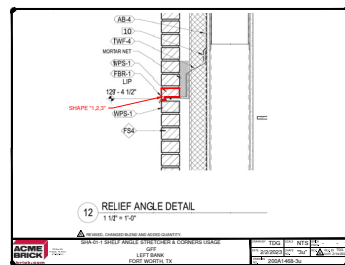 AB-4
10
TWF-4
MORTAR NET
WPS-1
FBR-1
LIP
129' - 4 1/2"
SHAPE "1,2,3"
WPS-1
FS4
12 RELIEF ANGLE DETAIL
1 1/2" = 1'-0"
REVISED, CHANGED BLEND AND ADDED QUANTITY.
ACME
BRICK
SHA-01-1 SHELF ANGLE STRETCHER & CORNERS USAGE
GFF
LEFT BANK
FORT WORTH, TX
TDG
NTS
2/2/2023
"3u"
200A1468-3u